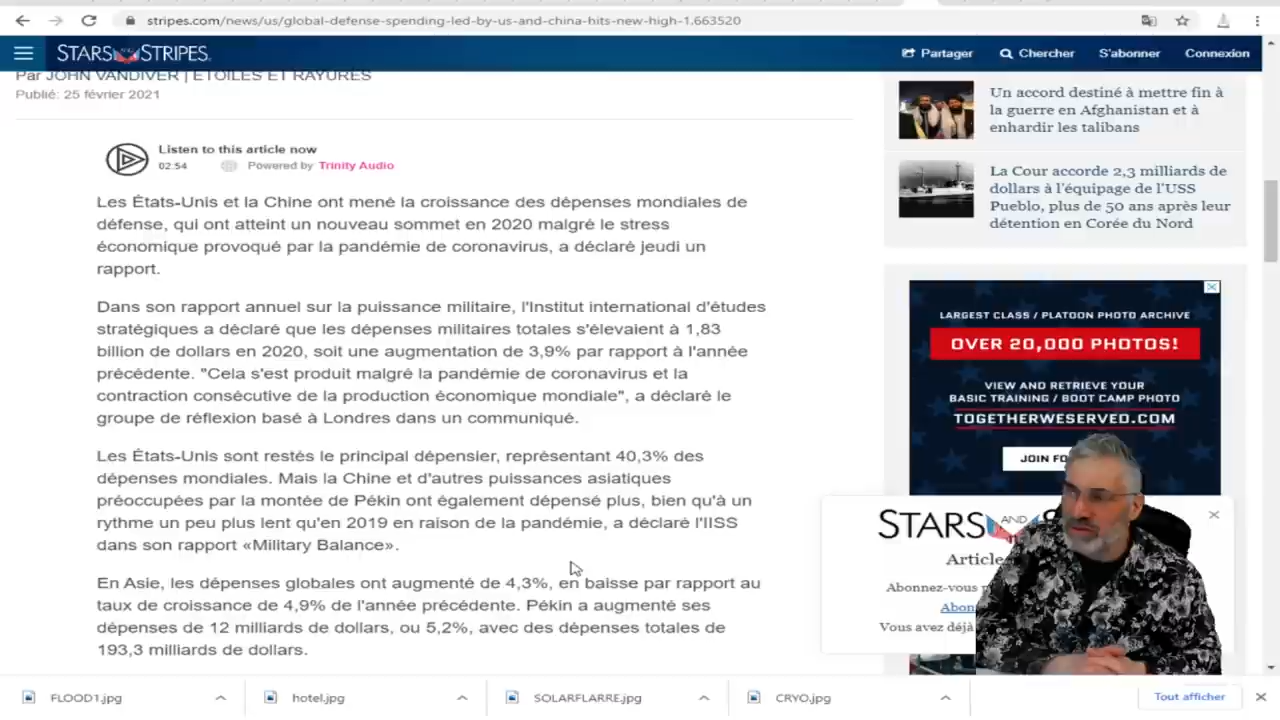 stripes.com/news/us/global-defense-spending-led-by-us-and-china-hits-new-high-1.663520
STARS AND STRIPES.
Partager
Chercher
S'abonner
Connexion
Par JOHN VANDIVER | ÉTOILES ET RAYURES
Publié: 25 février 2021
Listen to this article now
02:54 Powered by Trinity Audio
Les États-Unis et la Chine ont mené la croissance des dépenses mondiales de
défense, qui ont atteint un nouveau sommet en 2020 malgré le stress
économique provoqué par la pandémie de coronavirus, a déclaré jeudi un
rapport.
Dans son rapport annuel sur la puissance militaire, l'Institut international d'études
stratégiques a déclaré que les dépenses militaires totales s'élevaient à 1,83
billion de dollars en 2020, soit une augmentation de 3,9% par rapport à l'année
précédente. "Cela s'est produit malgré la pandémie de coronavirus et la
contraction consécutive de la production économique mondiale", a déclaré le
groupe de réflexion basé à Londres dans un communiqué.
Les États-Unis sont restés le principal dépensier, représentant 40,3% des
dépenses mondiales. Mais la Chine et d'autres puissances asiatiques
préoccupées par la montée de Pékin ont également dépensé plus, bien qu'à un
rythme un peu plus lent qu'en 2019 en raison de la pandémie, a déclaré l'IISS
dans son rapport «Military Balance».
En Asie, les dépenses globales ont augmenté de 4,3%, en baisse par rapport au
taux de croissance de 4,9% de l'année précédente. Pékin a augmenté ses
dépenses de 12 milliards de dollars, ou 5,2%, avec des dépenses totales de
193,3 milliards de dollars.
Un accord destiné à mettre fin à
la guerre en Afghanistan et à
enhardir les talibans
La Cour accorde 2,3 milliards de
dollars à l'équipage de l'USS
Pueblo, plus de 50 ans après leur
détention en Corée du Nord
LARGEST CLASS / PLATOON PHOTO ARCHIVE
OVER 20,000 PHOTOS!
VIEW AND RETRIEVE YOUR
BASIC TRAINING / BOOT CAMP PHOTO
TOGETHERWESERVED.COM
JOIN
STARS AND
Article
Abonnez-vous
Vous avez déjà
FLOOD1.jpg
hotel.jpg
SOLARFLARRE.jpg
CRYO.jpg
Tout afficher